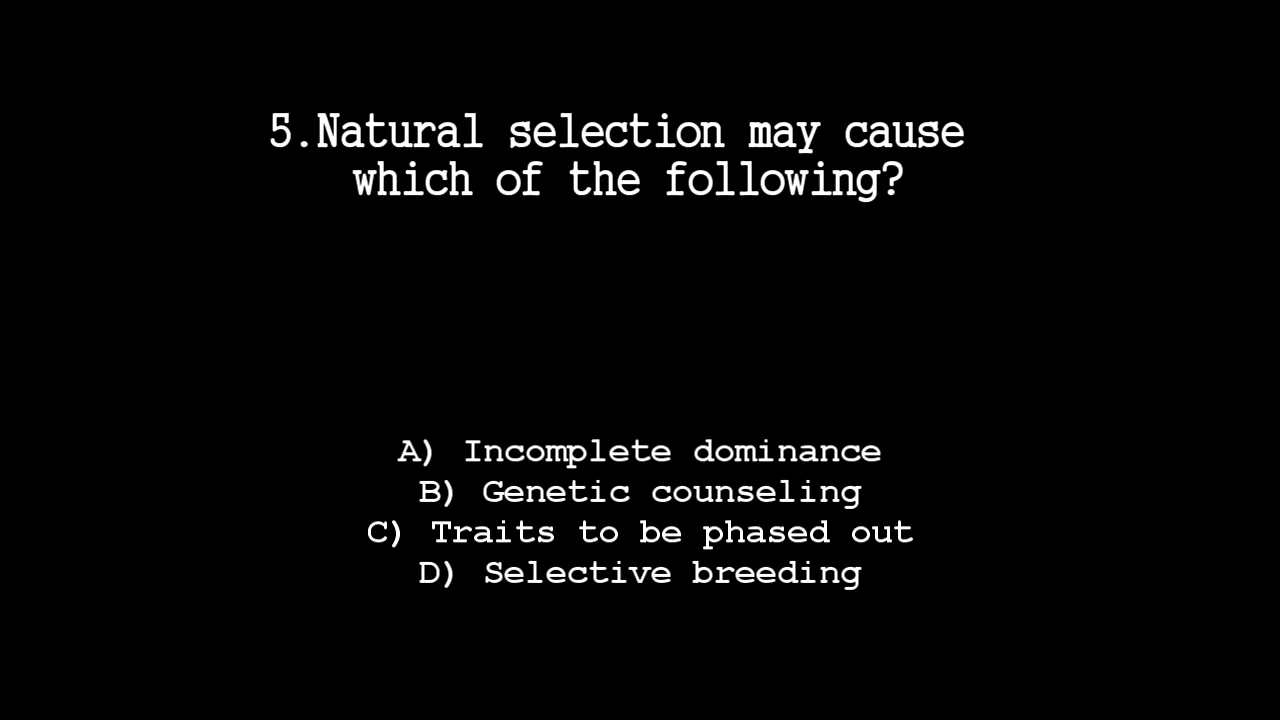 5.Natural selection may cause
which of the following?
A) Incomplete dominance
B) Genetic counseling
C) Traits to be phased out
D) Selective breeding